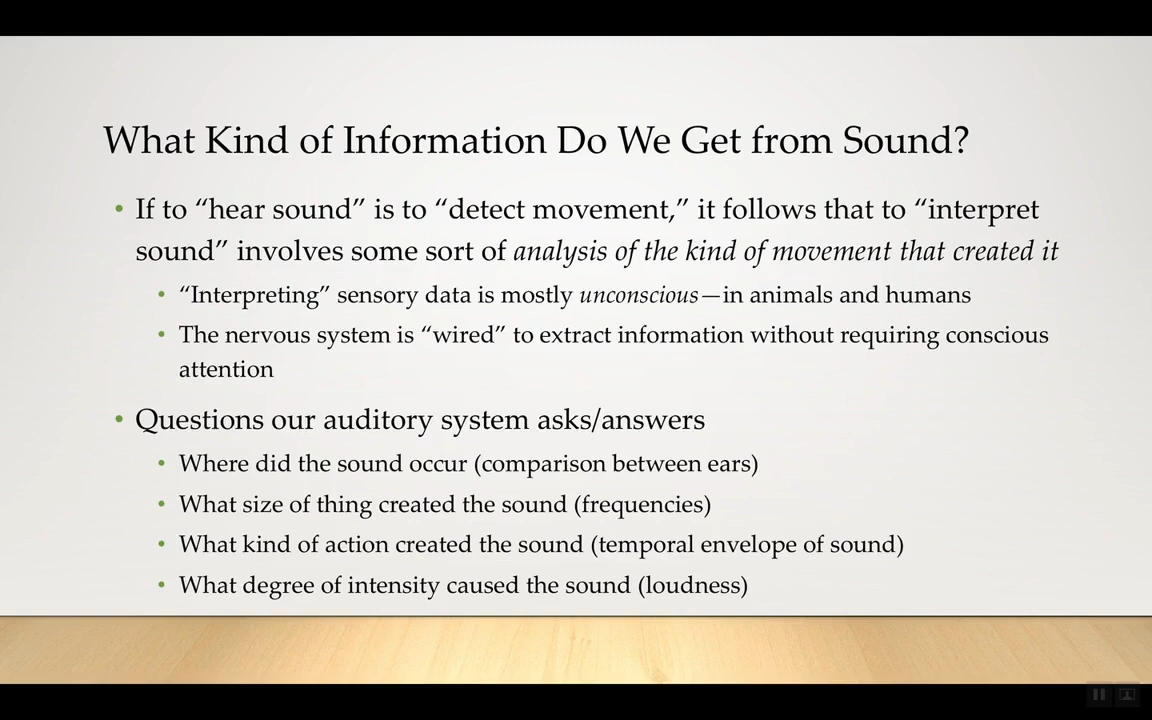 What Kind of Information Do We Get from Sound?
• If to “hear sound” is to “detect movement,” it follows that to “interpret
sound” involves some sort of analysis of the kind of movement that created it
• “Interpreting” sensory data is mostly unconscious—in animals and humans
• The nervous system is “wired” to extract information without requiring conscious
attention
• Questions our auditory system asks/answers
• Where did the sound occur (comparison between ears)
• What size of thing created the sound (frequencies)
• What kind of action created the sound (temporal envelope of sound)
• What degree of intensity caused the sound (loudness)